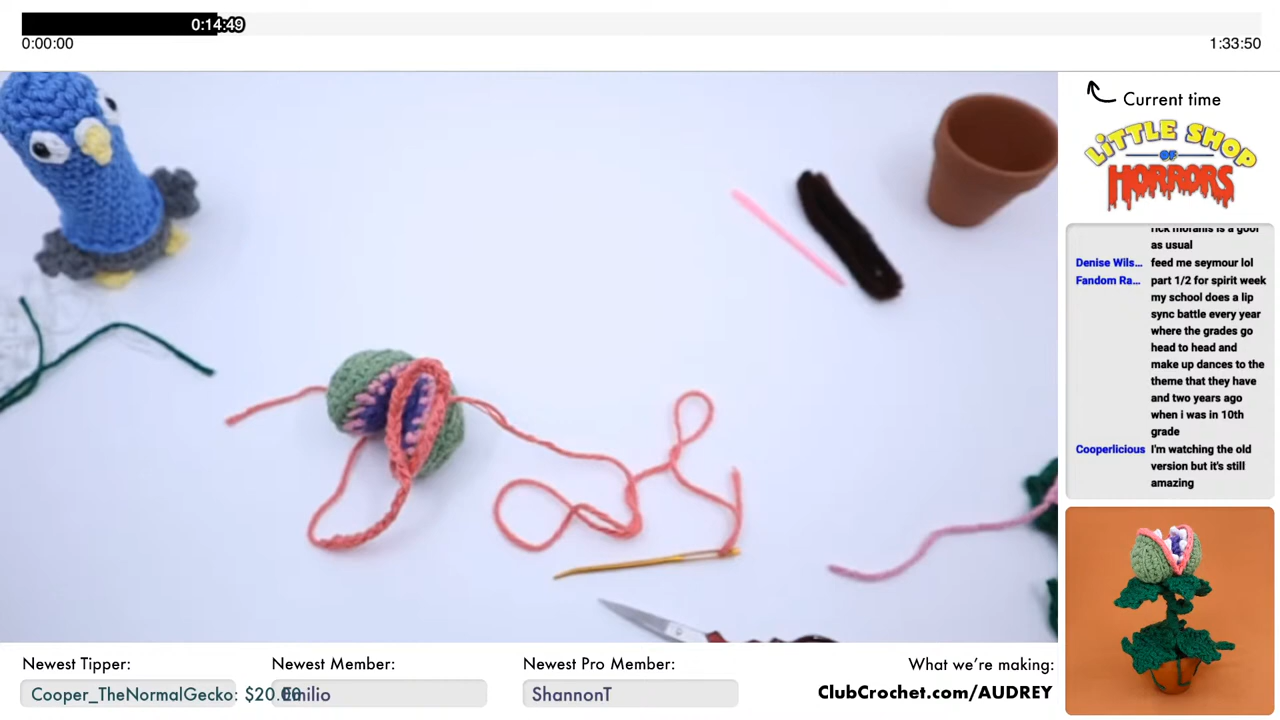 0:14:49
0:00:00
1:33:50
Current time
LiTTLE SHOP
OF
HORRORS
as usual
Denise Wils... feed me seymour lol
Fandom Ra... part 1/2 for spirit week
my school does a lip
sync battle every year
where the grades go
head to head and
make up dances to the
theme that they have
and two years ago
when i was in 10th
grade
Cooperlicious I'm watching the old
version but it's still
amazing
Newest Tipper:
Newest Member:
Newest Pro Member:
What we're making:
Cooper_TheNormalGecko: $20.00
Emilio
ShannonT
ClubCrochet.com/AUDREY